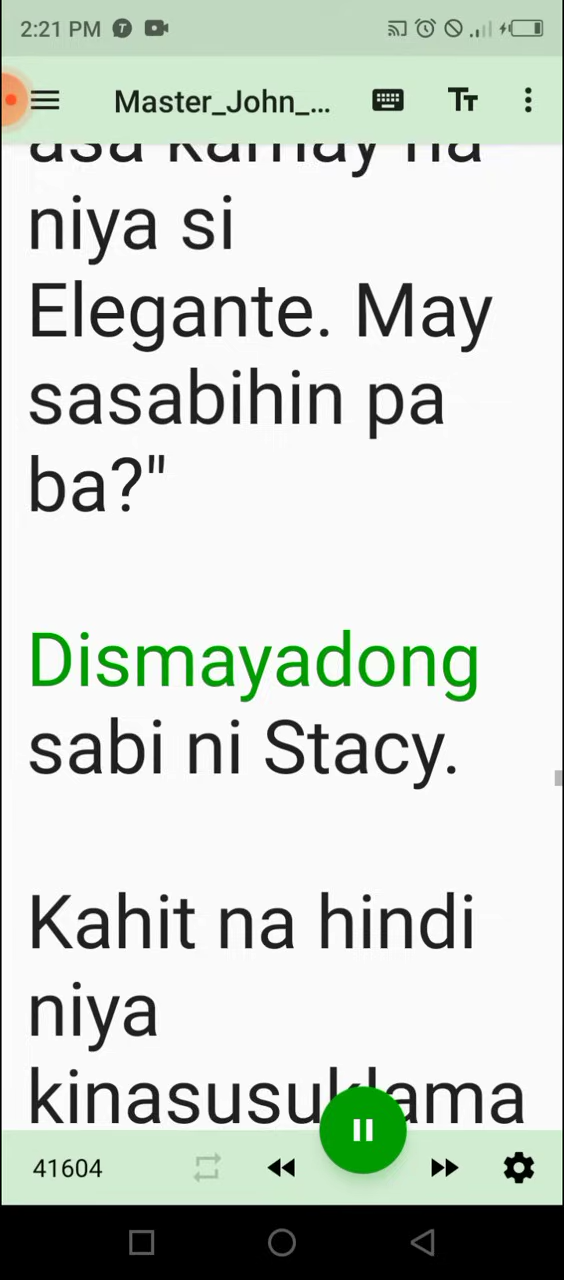 2:21 PM
Master_John_...
niya si
Elegante. May
sasabihin pa
ba?"
Dismayadong
sabi ni Stacy.
Kahit na hindi
niya
kinasusuklama
41604